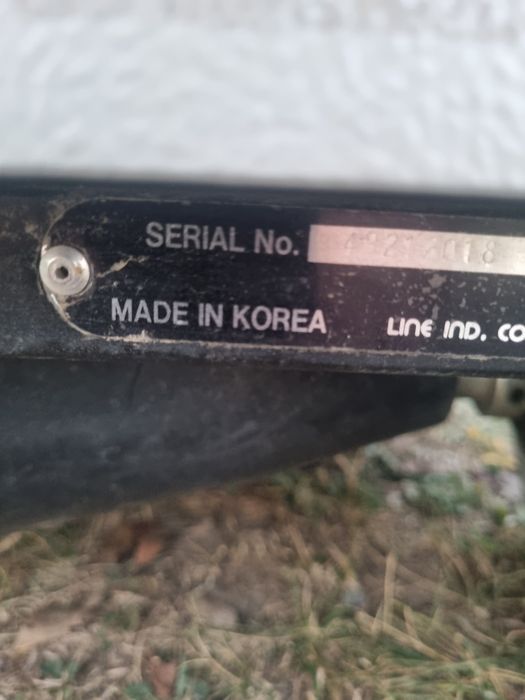 SERIAL No.
MADE IN KOREA LINE IND. CO